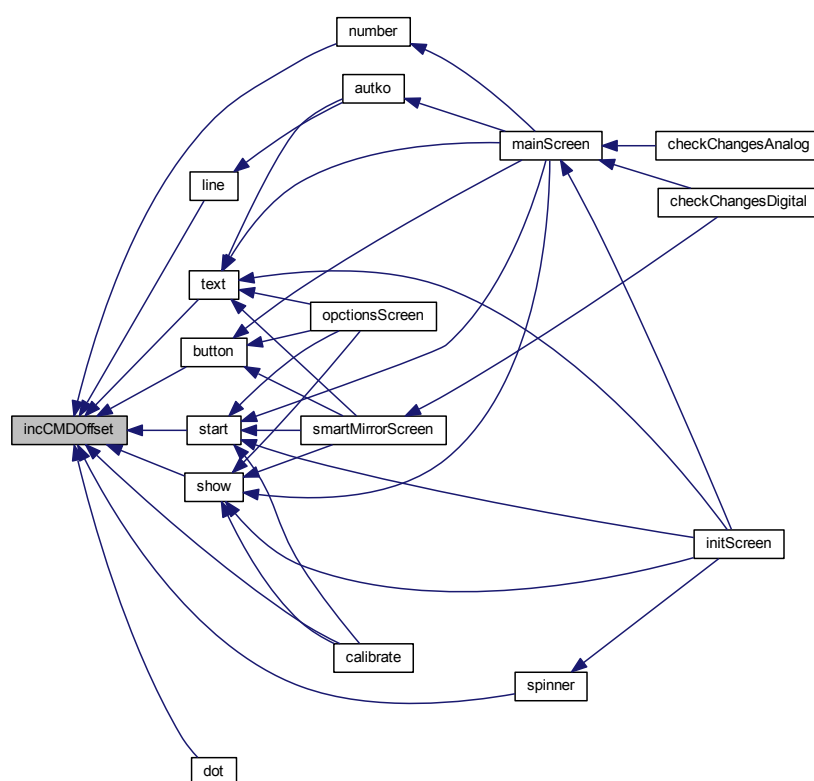 number
autko
mainScreen
checkChangesAnalog
line
checkChangesDigital
text
opctionsScreen
button
incCMDOffset
start
smartMirrorScreen
show
initScreen
calibrate
spinner
dot